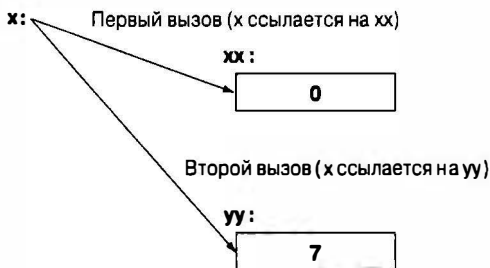 x: Первый вызов (x ссылается на xx)
xx:
0
Второй вызов (x ссылается на yy)
yy:
7